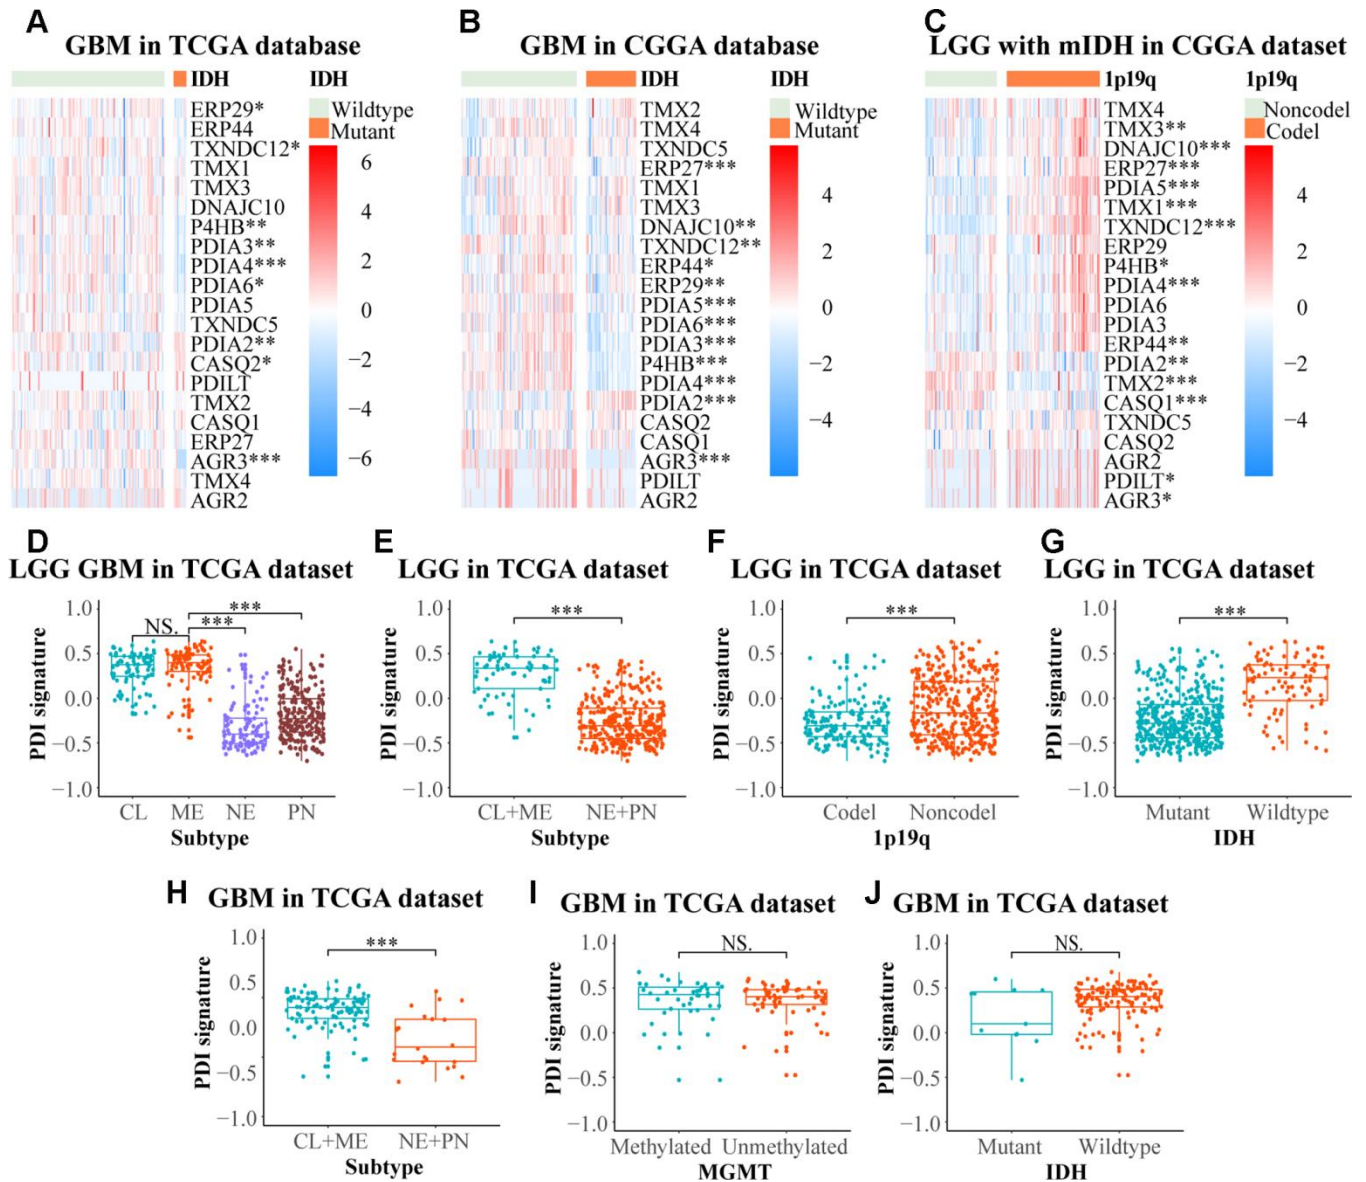 A
GBM in TCGA database
IDH
IDH
Wildtype
Mutant
ERP29*
ERP44
TXNDC12*
TMX1
TMX3
DNAJC10
P4HB**
PDIA3**
PDIA4***
PDIA6*
PDIA5
TXNDC5
PDIA2**
CASQ2*
PDILT
TMX2
CASQ1
ERP27
AGR3***
TMX4
AGR2
6
4
2
0
−2
−4
−6
B
GBM in CGGA database
IDH
IDH
Wildtype
Mutant
TMX2
TMX4
TXNDC5
ERP27***
TMX1
TMX3
DNAJC10**
TXNDC12**
ERP44*
ERP29**
PDIA5***
PDIA6***
PDIA3***
P4HB***
PDIA4***
PDIA2***
CASQ2
CASQ1
AGR3***
PDILT
AGR2
4
2
0
−2
−4
C
LGG with mIDH in CGGA dataset
1p19q
1p19q
Noncodel
Codel
TMX4
TMX3**
DNAJC10***
ERP27***
PDIA5***
TMX1***
TXNDC12***
ERP29
P4HB*
PDIA4***
PDIA6
PDIA3
ERP44**
PDIA2**
TMX2***
CASQ1***
TXNDC5
CASQ2
AGR2
PDILT*
AGR3*
4
2
0
−2
−4
D
LGG GBM in TCGA dataset
PDI signature
1.0
0.5
0.0
−0.5
−1.0
NS.
***
***
CL ME NE PN
Subtype
E
LGG in TCGA dataset
PDI signature
1.0
0.5
0.0
−0.5
−1.0
***
CL+ME NE+PN
Subtype
F
LGG in TCGA dataset
PDI signature
1.0
0.5
0.0
−0.5
−1.0
***
Codel Noncodel
1p19q
G
LGG in TCGA dataset
PDI signature
1.0
0.5
0.0
−0.5
−1.0
***
Mutant Wildtype
IDH
H
GBM in TCGA dataset
PDI signature
1.0
0.5
0.0
−0.5
−1.0
***
CL+ME NE+PN
Subtype
I
GBM in TCGA dataset
PDI signature
1.0
0.5
0.0
−0.5
−1.0
NS.
Methylated Unmethylated
MGMT
J
GBM in TCGA dataset
PDI signature
1.0
0.5
0.0
−0.5
−1.0
NS.
Mutant Wildtype
IDH